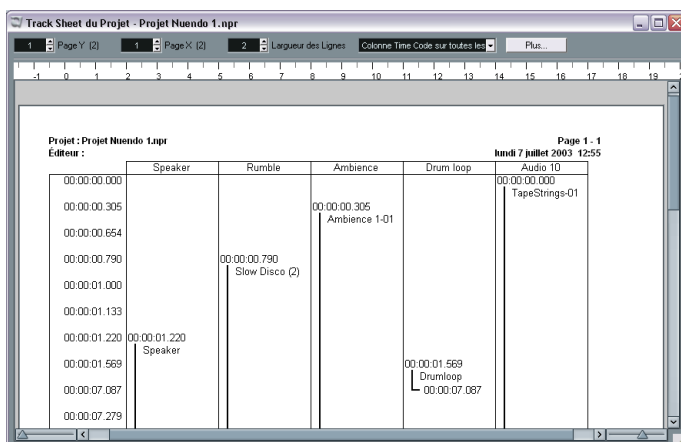 Track Sheet du Projet - Projet Nuendo 1.npr
1 Page Y (2) 1 Page X (2) 2 Largueur des Lignes Colonne Time Code sur toutes les Plus...
-1 0 1 2 3 4 5 6 7 8 9 10 11 12 13 14 15 16 17 18 19
Projet : Projet Nuendo 1.npr Page 1 - 1
Éditeur : lundi 7 juillet 2003 12:55
Speaker Rumble Ambience Drum loop Audio 10
00:00:00.000 00:00:00.000
TapeStrings-01
00:00:00.305 00:00:00.305
Ambience 1-01
00:00:00.654
00:00:00.790 00:00:00.790
Slow Disco (2)
00:00:01.000
00:00:01.133
00:00:01.220 00:00:01.220
Speaker
00:00:01.569 00:00:01.569
Drumloop
00:00:07.087 00:00:07.087
00:00:07.279